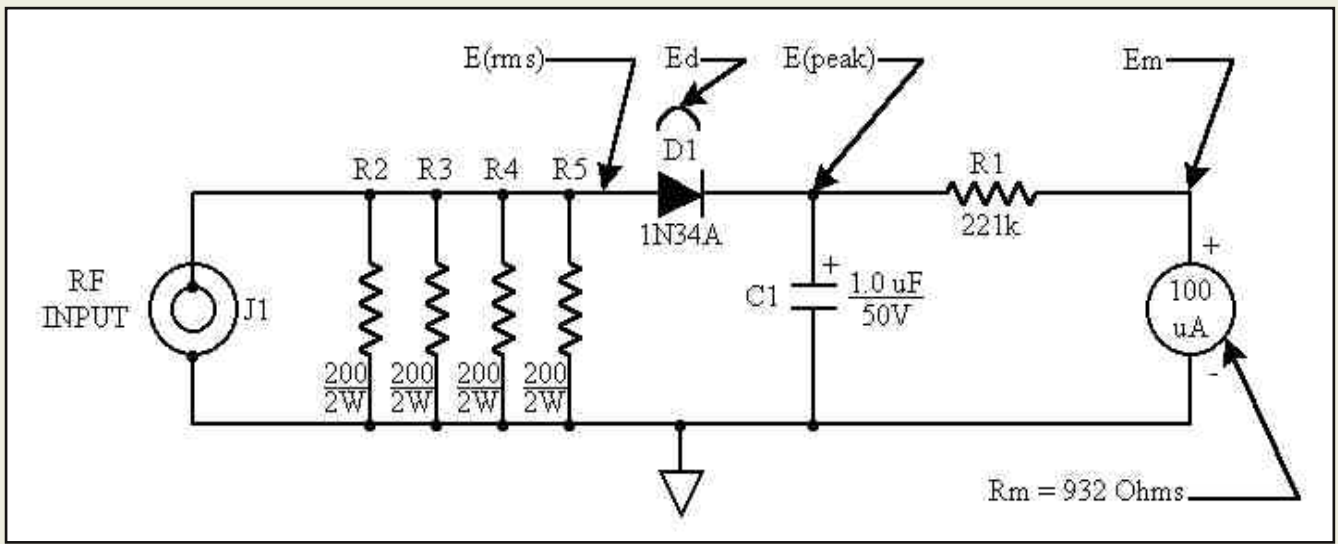 E(rms)
Ed
E(peak)
Em
R2
R3
R4
R5
D1
1N34A
R1
221k
RF
INPUT
J1
200
2W
200
2W
200
2W
200
2W
C1
+
1.0 uF
50V
+
100
uA
-
Rm = 932 Ohms